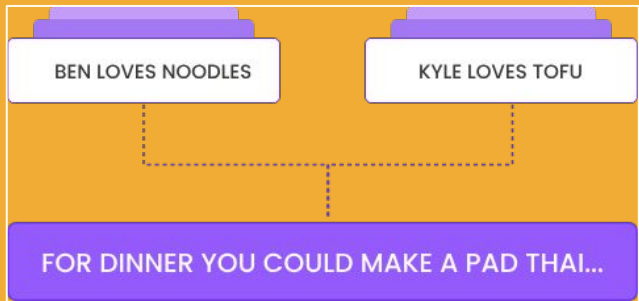 BEN LOVES NOODLES
KYLE LOVES TOFU
FOR DINNER YOU COULD MAKE A PAD THAI...